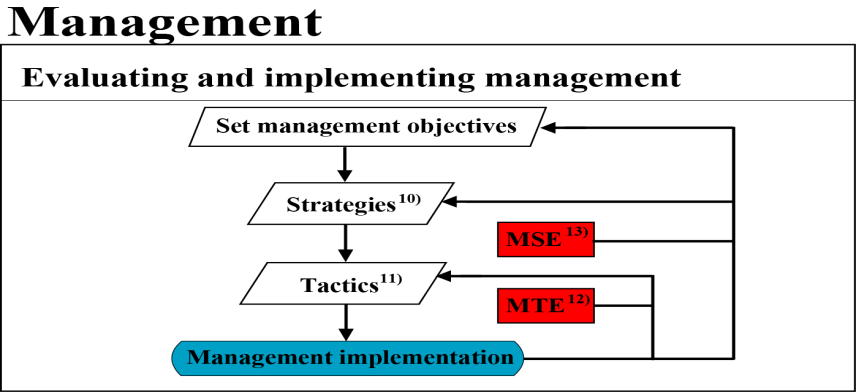 Management
Evaluating and implementing management
Set management objectives
Strategies 10)
MSE 13)
Tactics 11)
MTE 12)
Management implementation